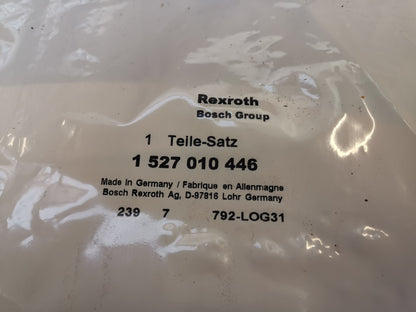 Rexroth
Bosch Group
1 Teile-Satz
1 527 010 446
Made in Germany / Fabrique en Allemagne
Bosch Rexroth Ag, D-97816 Lohr Germany
239 7 792-LOG31